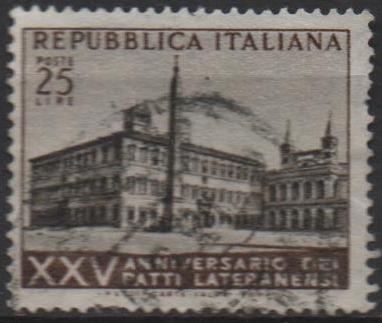 REPUBBLICA ITALIANA
POSTE
25
LIRE
XXV ANNIVERSARIO DEI
PATTI LATERANENSI